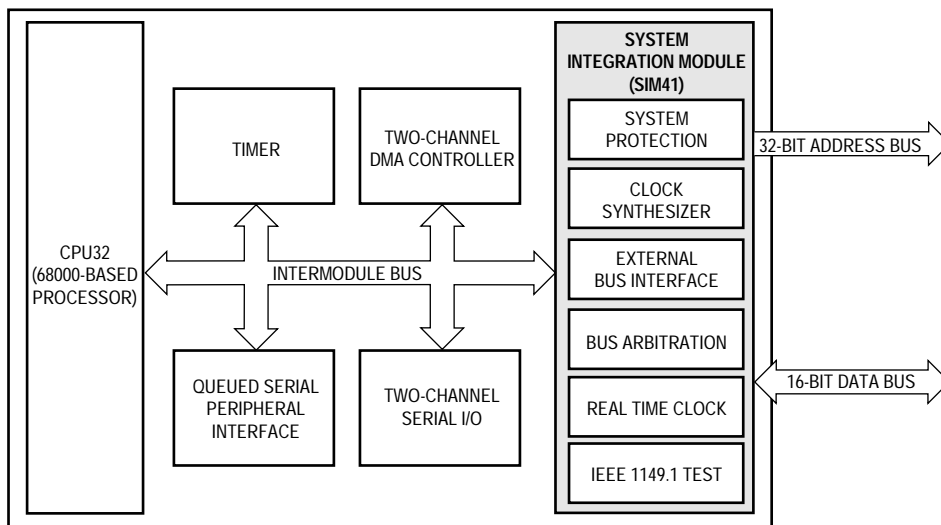 CPU32
(68000-BASED
PROCESSOR)
TIMER
TWO-CHANNEL
DMA CONTROLLER
INTERMODULE BUS
QUEUED SERIAL
PERIPHERAL
INTERFACE
TWO-CHANNEL
SERIAL I/O
SYSTEM
INTEGRATION MODULE
(SIM41)
SYSTEM
PROTECTION
CLOCK
SYNTHESIZER
EXTERNAL
BUS INTERFACE
BUS ARBITRATION
REAL TIME CLOCK
IEEE 1149.1 TEST
32-BIT ADDRESS BUS
16-BIT DATA BUS